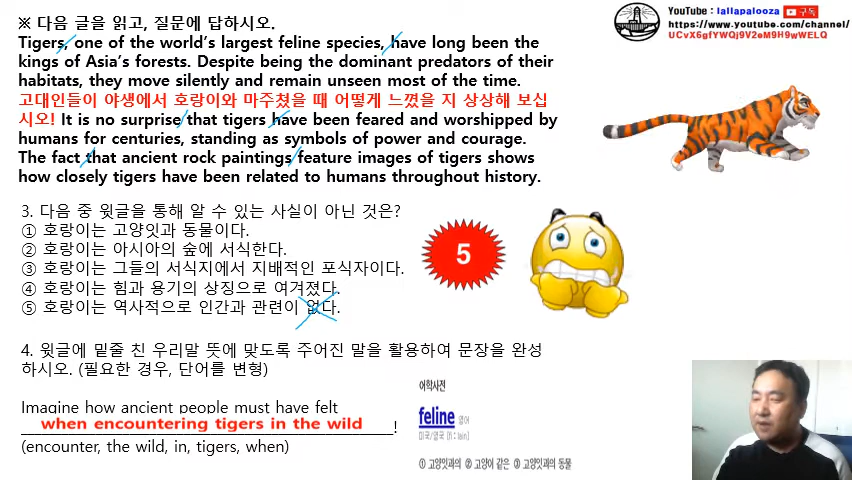 ※ 다음 글을 읽고, 질문에 답하시오.
Tigers, one of the world's largest feline species, have long been the
kings of Asia's forests. Despite being the dominant predators of their
habitats, they move silently and remain unseen most of the time.
고대인들이 야생에서 호랑이와 마주쳤을 때 어떻게 느꼈을 지 상상해 보십
시오! It is no surprise that tigers have been feared and worshipped by
humans for centuries, standing as symbols of power and courage.
The fact that ancient rock paintings feature images of tigers shows
how closely tigers have been related to humans throughout history.
YouTube : lallapalooza 구독
https://www.youtube.com/channel/
UCvX6gfYWQj9V2eM9H9wWELQ
3. 다음 중 윗글을 통해 알 수 있는 사실이 아닌 것은?
① 호랑이는 고양잇과 동물이다.
② 호랑이는 아시아의 숲에 서식한다.
③ 호랑이는 그들의 서식지에서 지배적인 포식자이다.
④ 호랑이는 힘과 용기의 상징으로 여겨졌다.
⑤ 호랑이는 역사적으로 인간과 관련이 없다.
5
4. 윗글에 밑줄 친 우리말 뜻에 맞도록 주어진 말을 활용하여 문장을 완성
하시오. (필요한 경우, 단어를 변형)
Imagine how ancient people must have felt
when encountering tigers in the wild!
(encounter, the wild, in, tigers, when)
어학사전
feline 영어
미국/영국 [fíːlain]
① 고양잇과의 ② 고양이 같은 ③ 고양잇과의 동물